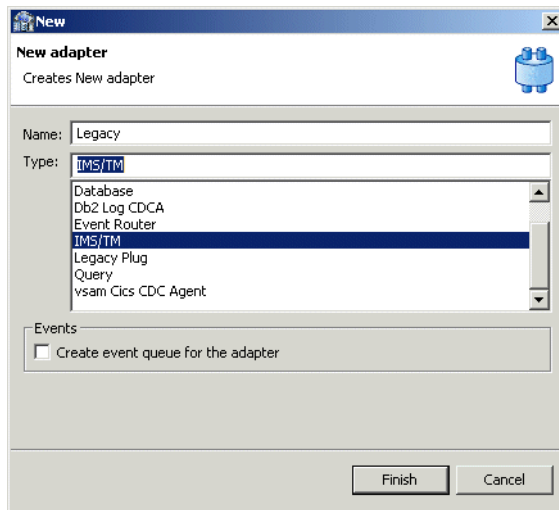 New
New adapter
Creates New adapter
Name: Legacy
Type: IMS/TM
Database
Db2 Log CDCA
Event Router
IMS/TM
Legacy Plug
Query
vsam Cics CDC Agent
Events
Create event queue for the adapter
Finish Cancel